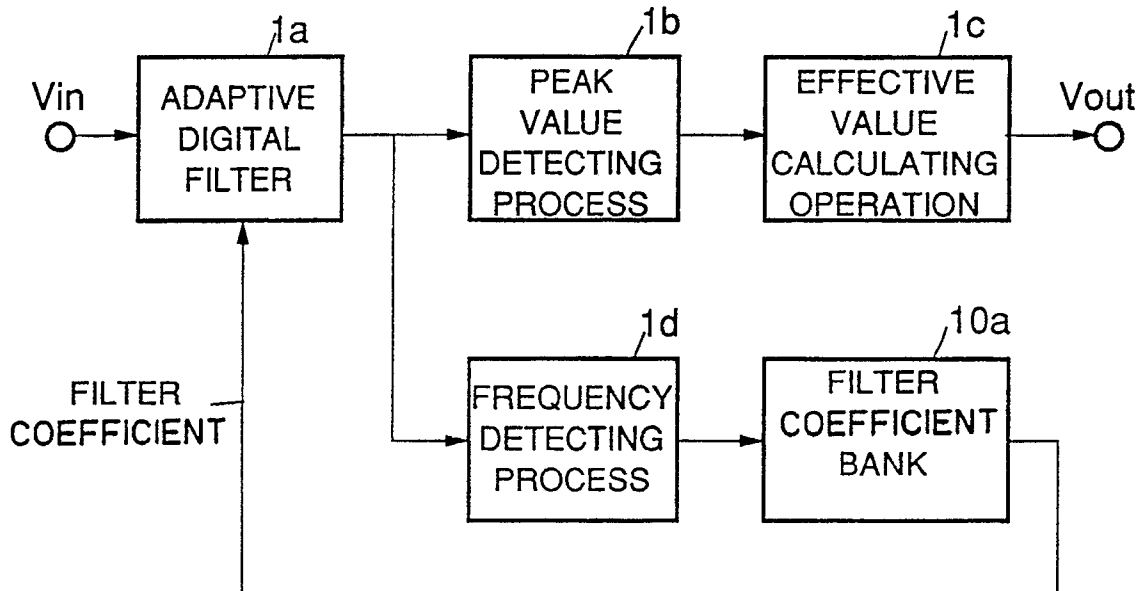 1a
1b
1c
Vin
ADAPTIVE
DIGITAL
FILTER
PEAK
VALUE
DETECTING
PROCESS
EFFECTIVE
VALUE
CALCULATING
OPERATION
Vout
1d
10a
FILTER
COEFFICIENT
FREQUENCY
DETECTING
PROCESS
FILTER
COEFFICIENT
BANK